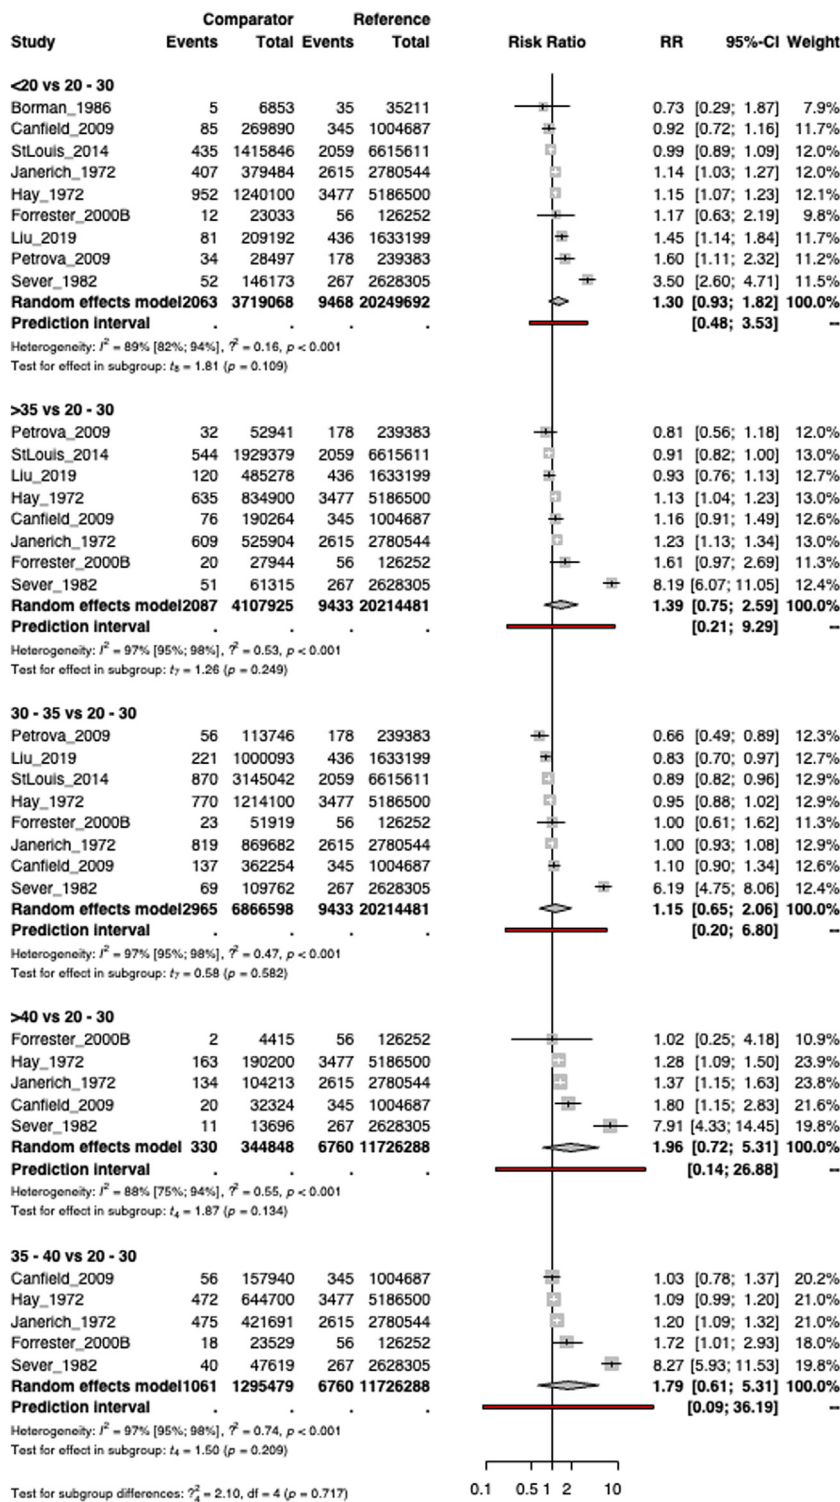 Comparator Reference
Study Events Total Events Total Risk Ratio RR 95%-CI Weight
<20 vs 20 - 30
Borman_1986 5 6853 35 35211 0.73 [0.29; 1.87] 7.9%
Canfield_2009 85 269890 345 1004687 0.92 [0.72; 1.16] 11.7%
StLouis_2014 435 1415846 2059 6615611 0.99 [0.89; 1.09] 12.0%
Janerich_1972 407 379484 2615 2780544 1.14 [1.03; 1.27] 12.0%
Hay_1972 952 1240100 3477 5186500 1.15 [1.07; 1.23] 12.1%
Forrester_2000B 12 23033 56 126252 1.17 [0.63; 2.19] 9.8%
Liu_2019 81 209192 436 1633199 1.45 [1.14; 1.84] 11.7%
Petrova_2009 34 28497 178 239383 1.60 [1.11; 2.32] 11.2%
Sever_1982 52 146173 267 2628305 3.50 [2.60; 4.71] 11.5%
Random effects model 2063 3719068 9468 20249692 1.30 [0.93; 1.82] 100.0%
Prediction interval . . . . [0.48; 3.53] --
Heterogeneity: I² = 89% [82%; 94%], ?² = 0.16, p < 0.001
Test for effect in subgroup: t₈ = 1.81 (p = 0.109)
>35 vs 20 - 30
Petrova_2009 32 52941 178 239383 0.81 [0.56; 1.18] 12.0%
StLouis_2014 544 1929379 2059 6615611 0.91 [0.82; 1.00] 13.0%
Liu_2019 120 485278 436 1633199 0.93 [0.76; 1.13] 12.7%
Hay_1972 635 834900 3477 5186500 1.13 [1.04; 1.23] 13.0%
Canfield_2009 76 190264 345 1004687 1.16 [0.91; 1.49] 12.6%
Janerich_1972 609 525904 2615 2780544 1.23 [1.13; 1.34] 13.0%
Forrester_2000B 20 27944 56 126252 1.61 [0.97; 2.69] 11.3%
Sever_1982 51 61315 267 2628305 8.19 [6.07; 11.05] 12.4%
Random effects model 2087 4107925 9433 20214481 1.39 [0.75; 2.59] 100.0%
Prediction interval . . . . [0.21; 9.29] --
Heterogeneity: I² = 97% [95%; 98%], ?² = 0.53, p < 0.001
Test for effect in subgroup: t₇ = 1.26 (p = 0.249)
30 - 35 vs 20 - 30
Petrova_2009 56 113746 178 239383 0.66 [0.49; 0.89] 12.3%
Liu_2019 221 1000093 436 1633199 0.83 [0.70; 0.97] 12.7%
StLouis_2014 870 3145042 2059 6615611 0.89 [0.82; 0.96] 12.9%
Hay_1972 770 1214100 3477 5186500 0.95 [0.88; 1.02] 12.9%
Forrester_2000B 23 51919 56 126252 1.00 [0.61; 1.62] 11.3%
Janerich_1972 819 869682 2615 2780544 1.00 [0.93; 1.08] 12.9%
Canfield_2009 137 362254 345 1004687 1.10 [0.90; 1.34] 12.6%
Sever_1982 69 109762 267 2628305 6.19 [4.75; 8.06] 12.4%
Random effects model 2965 6866598 9433 20214481 1.15 [0.65; 2.06] 100.0%
Prediction interval . . . . [0.20; 6.80] --
Heterogeneity: I² = 97% [95%; 98%], ?² = 0.47, p < 0.001
Test for effect in subgroup: t₇ = 0.58 (p = 0.582)
>40 vs 20 - 30
Forrester_2000B 2 4415 56 126252 1.02 [0.25; 4.18] 10.9%
Hay_1972 163 190200 3477 5186500 1.28 [1.09; 1.50] 23.9%
Janerich_1972 134 104213 2615 2780544 1.37 [1.15; 1.63] 23.8%
Canfield_2009 20 32324 345 1004687 1.80 [1.15; 2.83] 21.6%
Sever_1982 11 13696 267 2628305 7.91 [4.33; 14.45] 19.8%
Random effects model 330 344848 6760 11726288 1.96 [0.72; 5.31] 100.0%
Prediction interval . . . . [0.14; 26.88] --
Heterogeneity: I² = 88% [75%; 94%], ?² = 0.55, p < 0.001
Test for effect in subgroup: t₄ = 1.87 (p = 0.134)
35 - 40 vs 20 - 30
Canfield_2009 56 157940 345 1004687 1.03 [0.78; 1.37] 20.2%
Hay_1972 472 644700 3477 5186500 1.09 [0.99; 1.20] 21.0%
Janerich_1972 475 421691 2615 2780544 1.20 [1.09; 1.32] 21.0%
Forrester_2000B 18 23529 56 126252 1.72 [1.01; 2.93] 18.0%
Sever_1982 40 47619 267 2628305 8.27 [5.93; 11.53] 19.8%
Random effects model 1061 1295479 6760 11726288 1.79 [0.61; 5.31] 100.0%
Prediction interval . . . . [0.09; 36.19] --
Heterogeneity: I² = 97% [95%; 98%], ?² = 0.74, p < 0.001
Test for effect in subgroup: t₄ = 1.50 (p = 0.209)
0.1 0.5 1 2 10
Test for subgroup differences: ?²₄ = 2.10, df = 4 (p = 0.717)